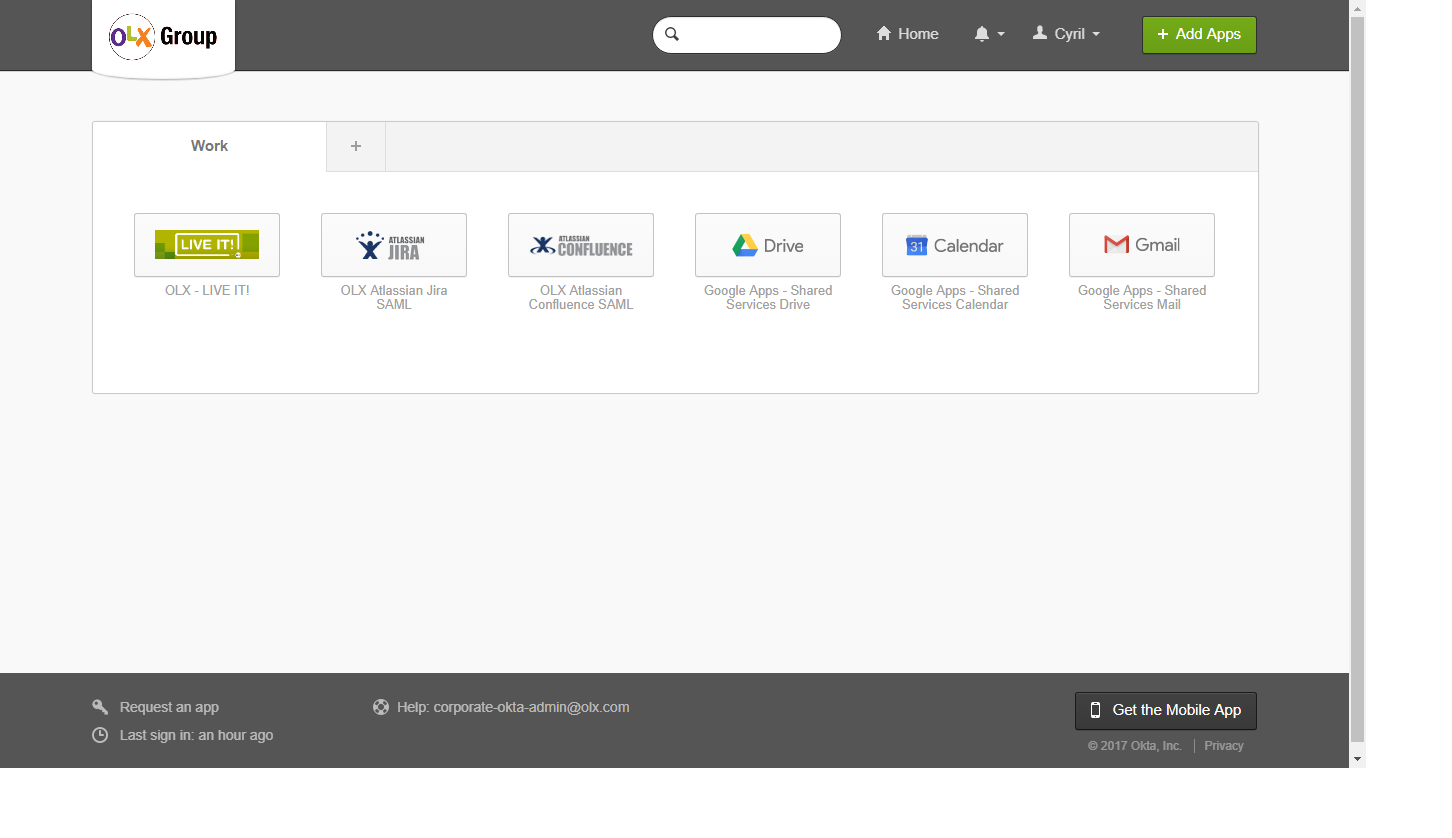 OLX Group
Home
Cyril
+ Add Apps
Work
+
LIVE IT!
ATLASSIAN JIRA
ATLASSIAN CONFLUENCE
Drive
31 Calendar
Gmail
OLX - LIVE IT!
OLX Atlassian Jira
SAML
OLX Atlassian
Confluence SAML
Google Apps - Shared
Services Drive
Google Apps - Shared
Services Calendar
Google Apps - Shared
Services Mail
Request an app
Help: corporate-okta-admin@olx.com
Get the Mobile App
Last sign in: an hour ago
© 2017 Okta, Inc. | Privacy